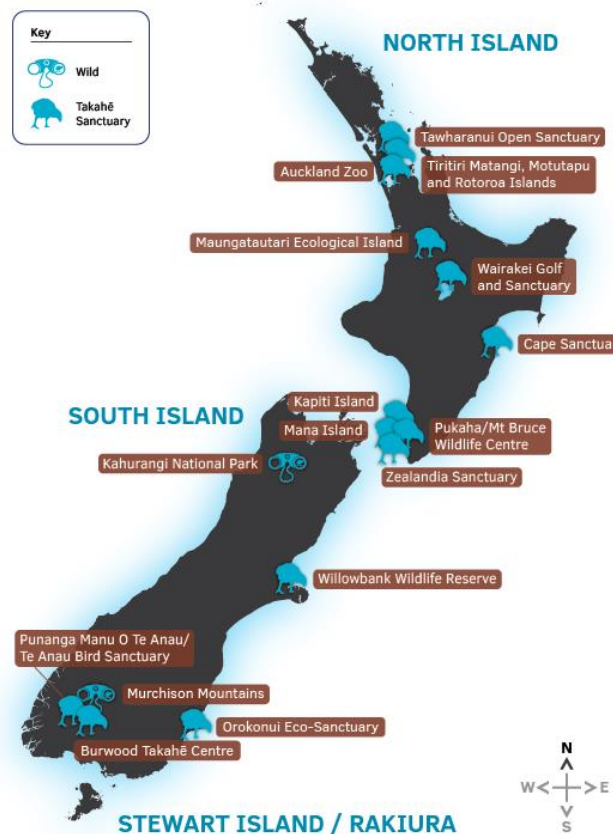 Key
Wild
Takahē
Sanctuary
NORTH ISLAND
Tawharanui Open Sanctuary
Auckland Zoo
Tiritiri Matangi, Motutapu
and Rotoroa Islands
Maungatautari Ecological Island
Wairakei Golf
and Sanctuary
Cape Sanctua
SOUTH ISLAND
Kapiti Island
Mana Island
Pukaha/Mt Bruce
Wildlife Centre
Kahurangi National Park
Zealandia Sanctuary
Willowbank Wildlife Reserve
Punanga Manu O Te Anau/
Te Anau Bird Sanctuary
Murchison Mountains
Orokonui Eco-Sanctuary
Burwood Takahē Centre
N
W E
S
STEWART ISLAND / RAKIURA